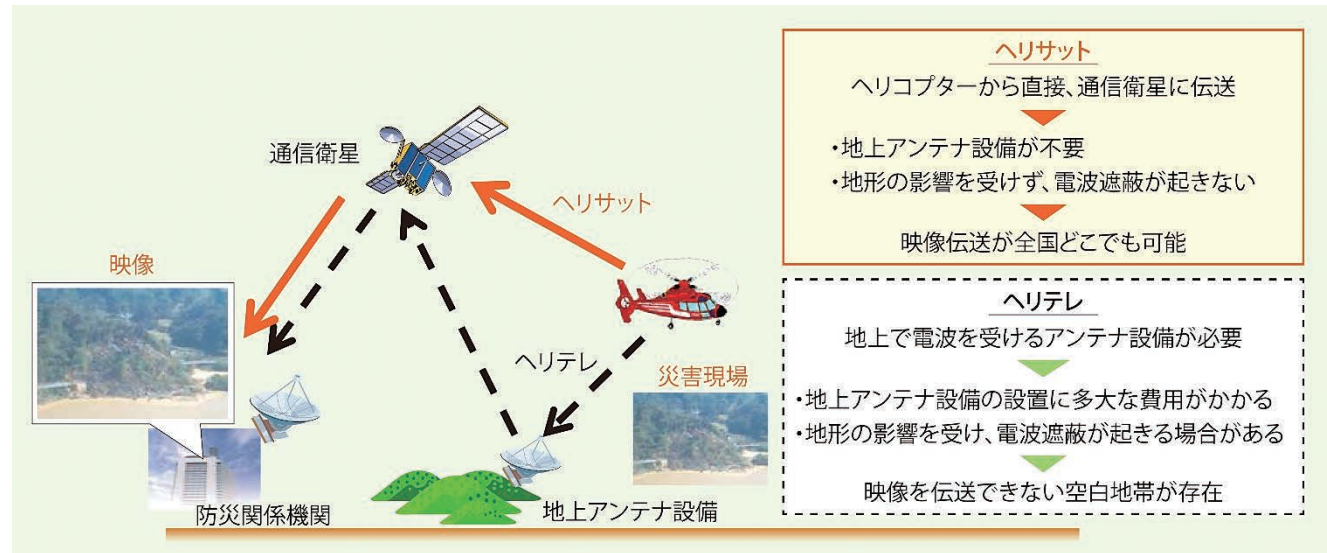 通信衛星
ヘリサット
映像
ヘリテレ
災害現場
防災関係機関
地上アンテナ設備
ヘリサット
ヘリコプターから直接、通信衛星に伝送
・地上アンテナ設備が不要
・地形の影響を受けず、電波遮蔽が起きない
映像伝送が全国どこでも可能
ヘリテレ
地上で電波を受けるアンテナ設備が必要
・地上アンテナ設備の設置に多大な費用がかかる
・地形の影響を受け、電波遮蔽が起きる場合がある
映像を伝送できない空白地帯が存在